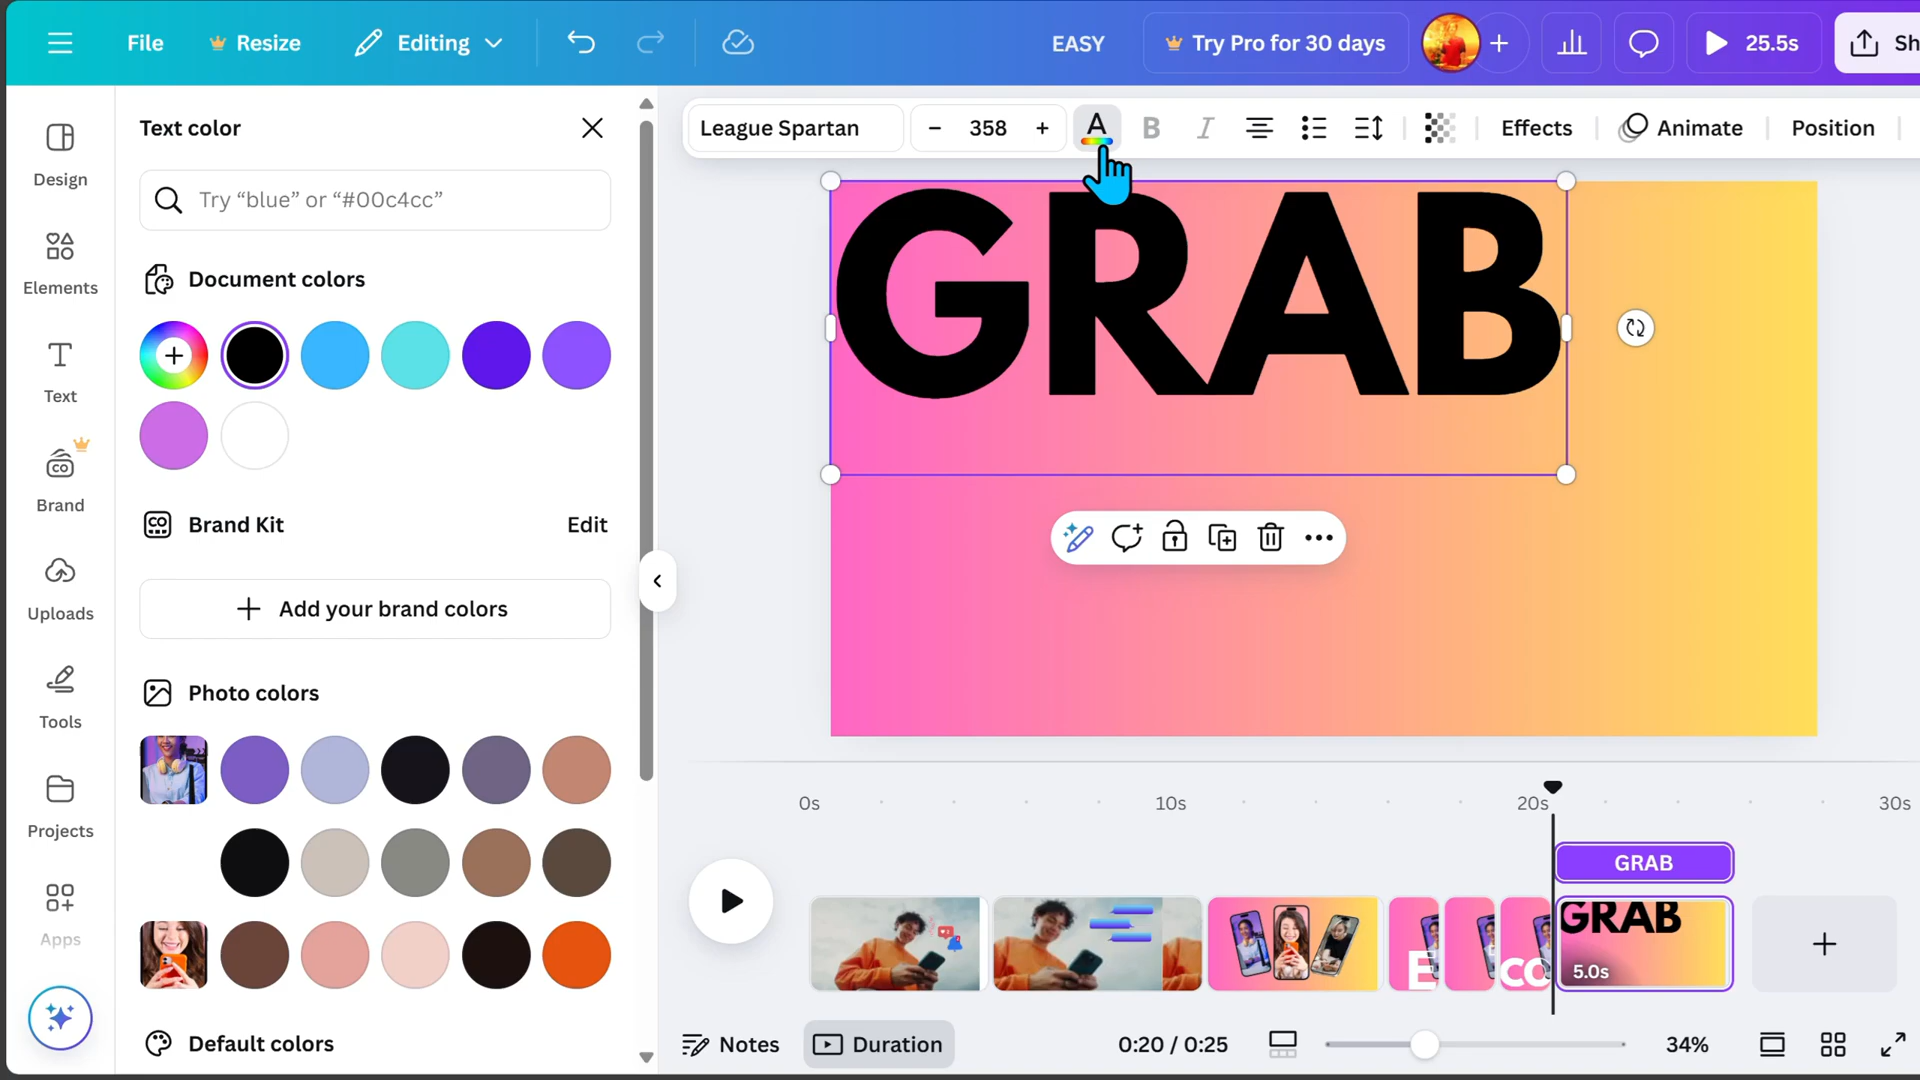 File
Resize
Editing
EASY
Try Pro for 30 days
25.5s
Sh
Design
Elements
Text
Brand
Uploads
Tools
Projects
Apps
Text color
Try “blue” or “#00c4cc”
Document colors
Brand Kit
Edit
Add your brand colors
Photo colors
Default colors
League Spartan
358
A
B
I
Effects
Animate
Position
GRAB
0s
10s
20s
30s
GRAB
E
CO
GRAB
5.0s
Notes
Duration
0:20 / 0:25
34%